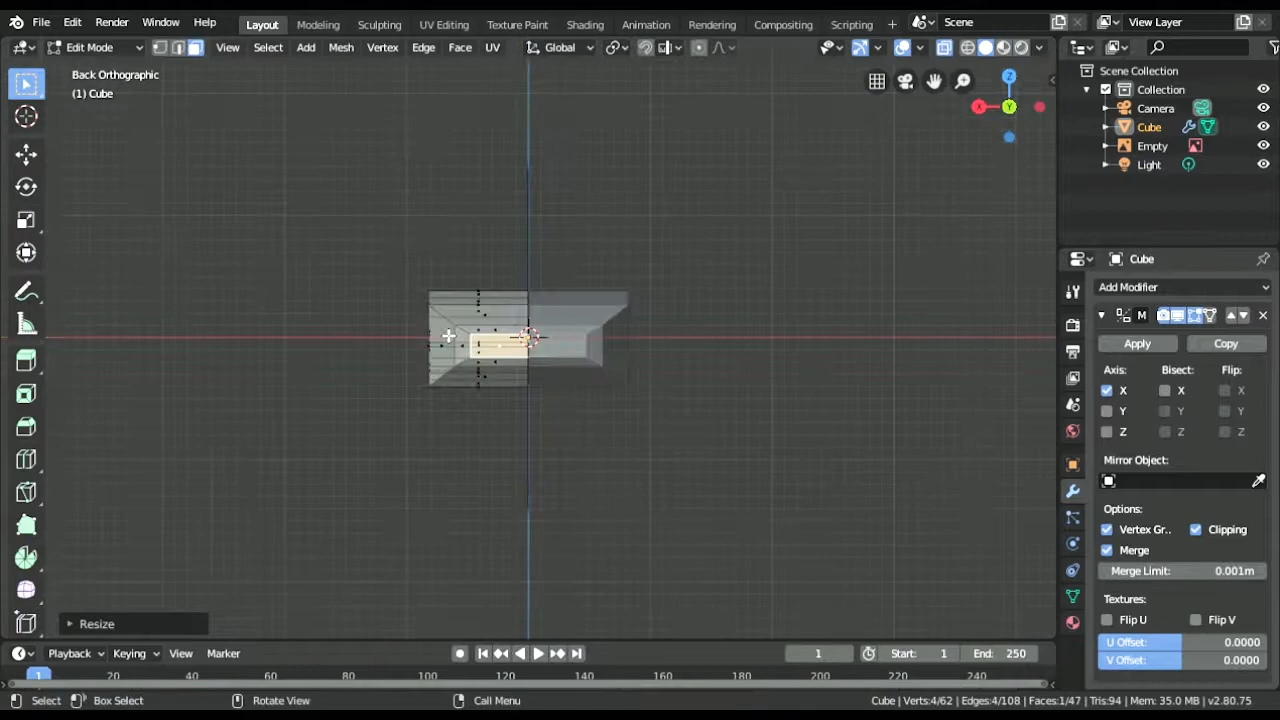 File Edit Render Window Help Layout Modeling Sculpting UV Editing Texture Paint Shading Animation Rendering Compositing Scripting + Scene View Layer
Edit Mode View Select Add Mesh Vertex Edge Face UV Global
Back Orthographic
(1) Cube
Z
X Y
Scene Collection
Collection
Camera
Cube
Empty
Light
Cube
Add Modifier
M
Apply Copy
Axis: Bisect: Flip:
X X X
Y Y Y
Z Z Z
Mirror Object:
Options:
Vertex Gr.. Clipping
Merge
Merge Limit: 0.001m
Textures:
Flip U Flip V
U Offset: 0.0000
V Offset: 0.0000
Resize
Playback Keying View Marker 1 Start: 1 End: 250
1 20 40 60 80 100 120 140 160 180 200 220 240
Select Box Select Rotate View Call Menu Cube | Verts:4/62 | Edges:4/108 | Faces:1/47 | Tris:94 | Mem: 35.0 MB | v2.80.75